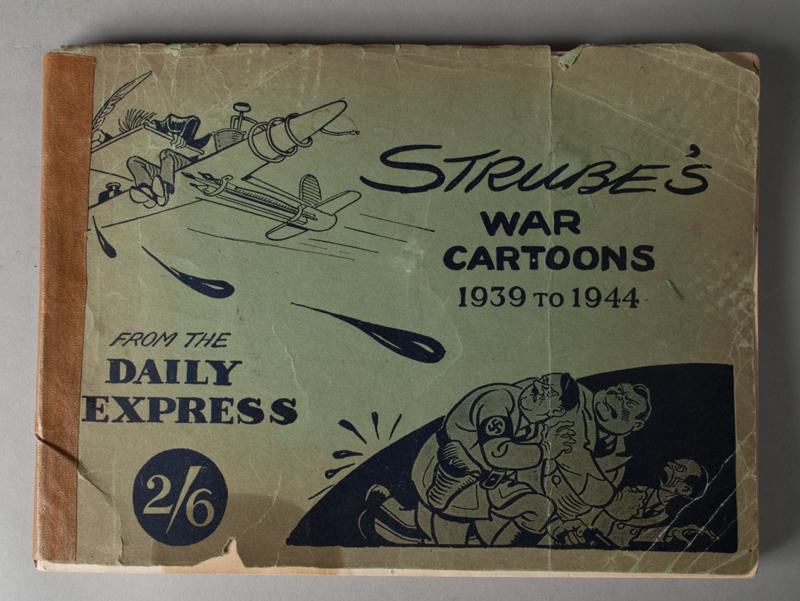 STRUBE'S
WAR
CARTOONS
1939 TO 1944
FROM THE
DAILY
EXPRESS
2/6